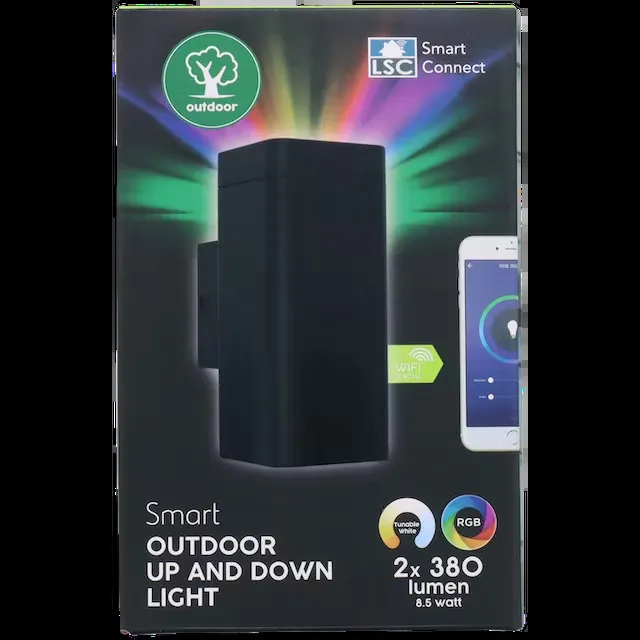 outdoor
LSC
Smart
Connect
WIFI
Smart
OUTDOOR
UP AND DOWN
LIGHT
Tunable
White
RGB
2x 380
lumen
8.5 watt